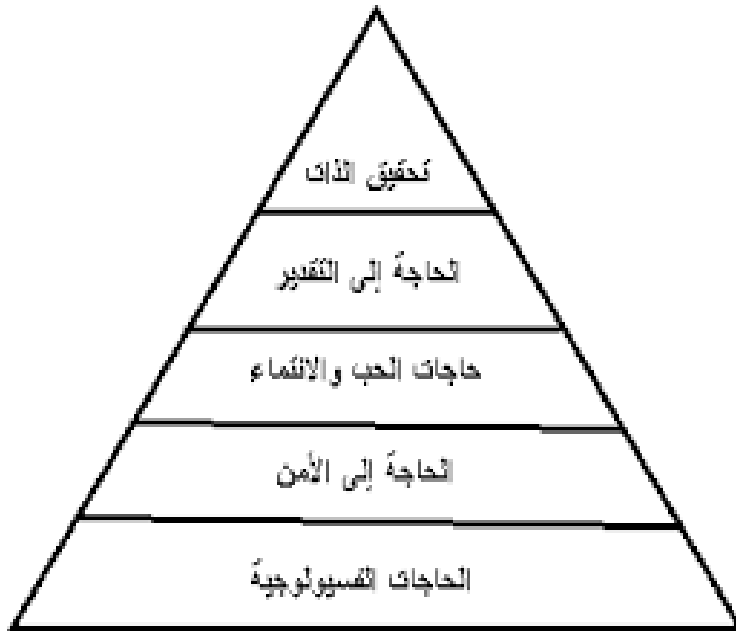 تحقيق الذات
الحاجة إلى التقدير
حاجات الحب والانتماء
الحاجة إلى الأمن
الحاجات الفسيولوجية